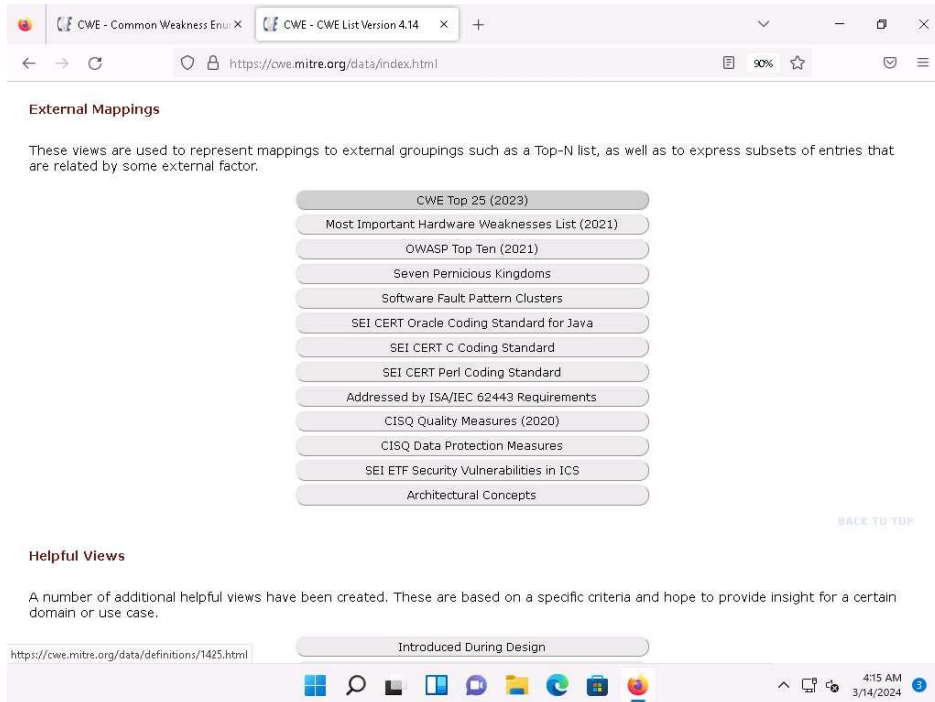 CWE - Common Weakness Enu
CWE - CWE List Version 4.14
https://cwe.mitre.org/data/index.html
90%
External Mappings
These views are used to represent mappings to external groupings such as a Top-N list, as well as to express subsets of entries that
are related by some external factor.
CWE Top 25 (2023)
Most Important Hardware Weaknesses List (2021)
OWASP Top Ten (2021)
Seven Pernicious Kingdoms
Software Fault Pattern Clusters
SEI CERT Oracle Coding Standard for Java
SEI CERT C Coding Standard
SEI CERT Perl Coding Standard
Addressed by ISA/IEC 62443 Requirements
CISQ Quality Measures (2020)
CISQ Data Protection Measures
SEI ETF Security Vulnerabilities in ICS
Architectural Concepts
BACK TO TOP
Helpful Views
A number of additional helpful views have been created. These are based on a specific criteria and hope to provide insight for a certain
domain or use case.
Introduced During Design
https://cwe.mitre.org/data/definitions/1425.html
4:15 AM
3/14/2024
3